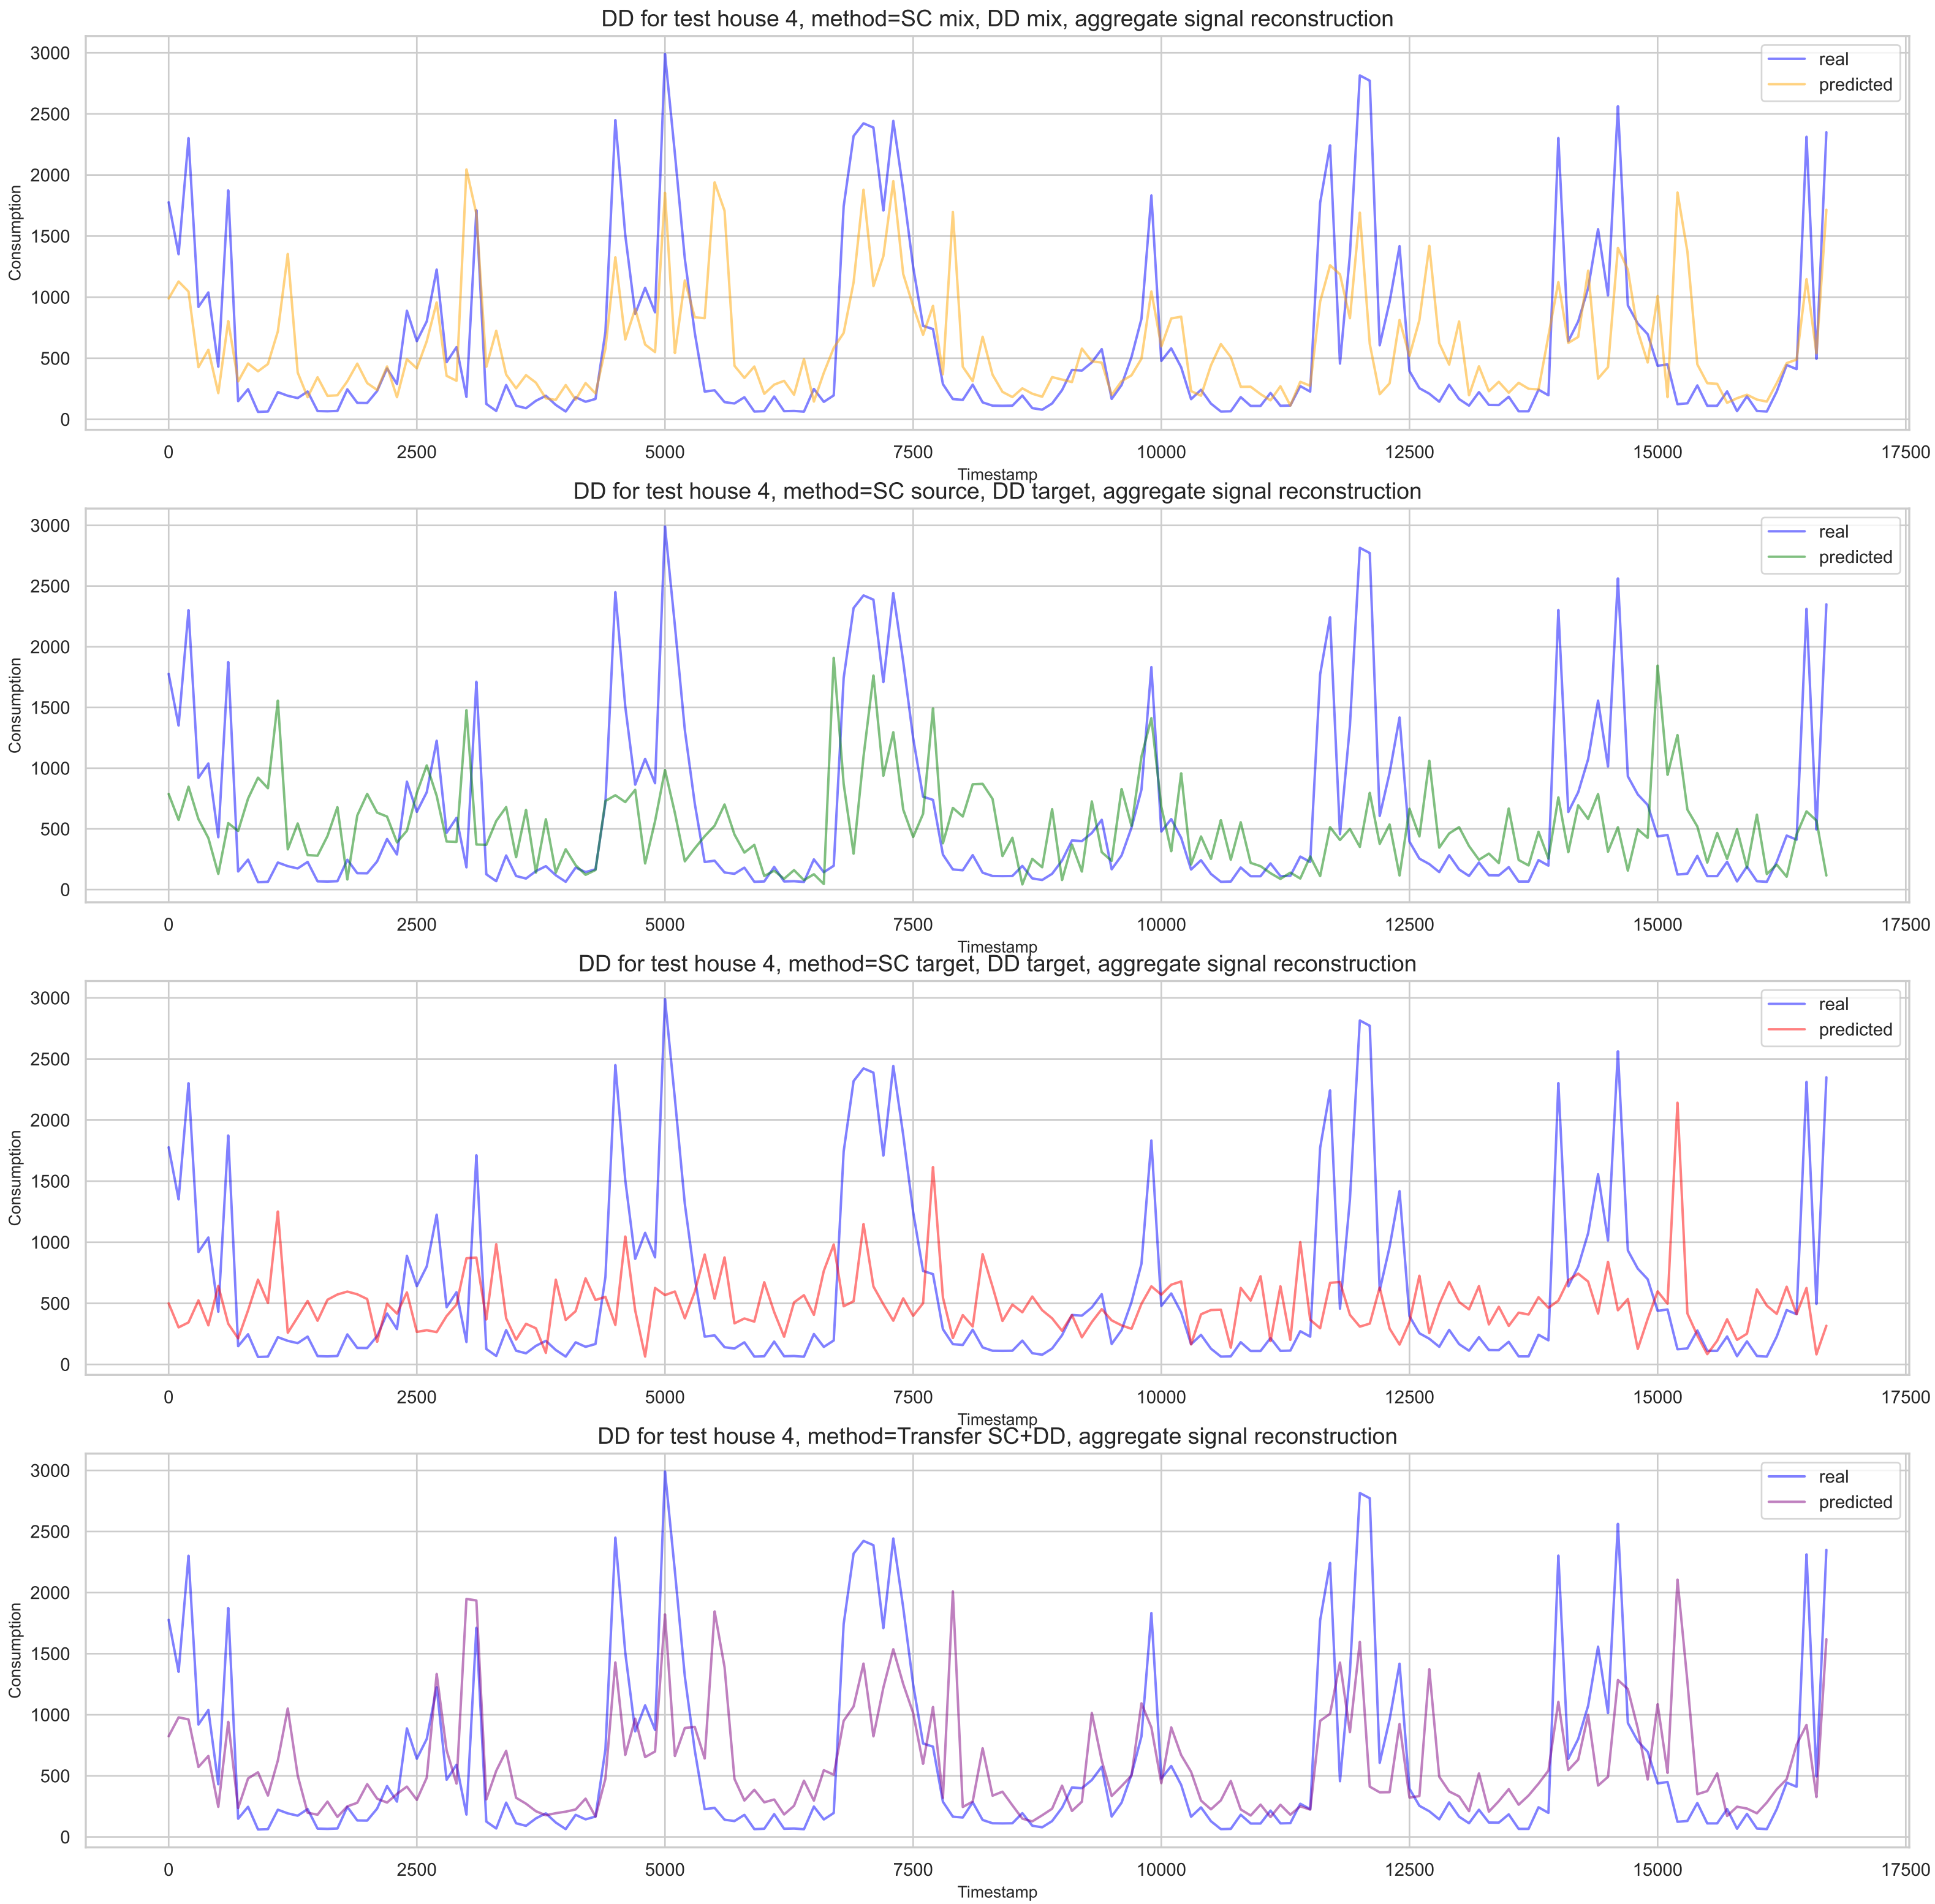 DD for test house 4, method=SC mix, DD mix, aggregate signal reconstruction
3000
2500
2000
1500
1000
500
0
Consumption
real
predicted
0 2500 5000 7500 10000 12500 15000 17500
Timestamp
DD for test house 4, method=SC source, DD target, aggregate signal reconstruction
3000
2500
2000
1500
1000
500
0
Consumption
real
predicted
0 2500 5000 7500 10000 12500 15000 17500
Timestamp
DD for test house 4, method=SC target, DD target, aggregate signal reconstruction
3000
2500
2000
1500
1000
500
0
Consumption
real
predicted
0 2500 5000 7500 10000 12500 15000 17500
Timestamp
DD for test house 4, method=Transfer SC+DD, aggregate signal reconstruction
3000
2500
2000
1500
1000
500
0
Consumption
real
predicted
0 2500 5000 7500 10000 12500 15000 17500
Timestamp